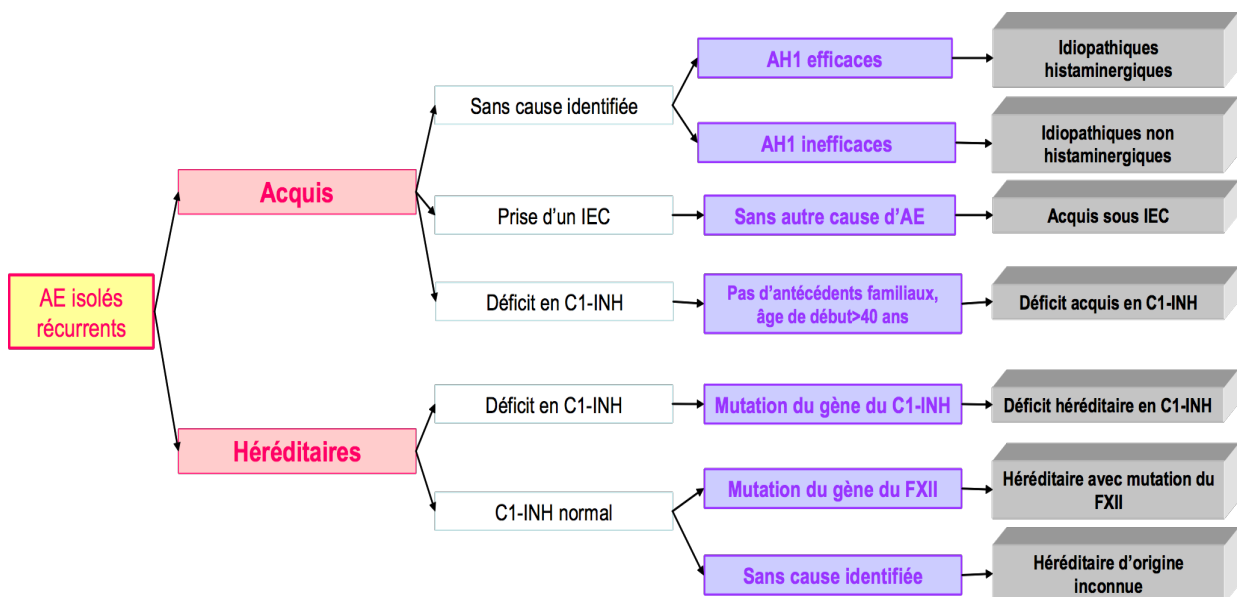 AE isolés
récurrents
Acquis
Héréditaires
Sans cause identifiée
Prise d'un IEC
Déficit en C1-INH
Déficit en C1-INH
C1-INH normal
AH1 efficaces
AH1 inefficaces
Sans autre cause d'AE
Pas d'antécédents familiaux,
âge de début>40 ans
Mutation du gène du C1-INH
Mutation du gène du FXII
Sans cause identifiée
Idiopathiques
histaminergiques
Idiopathiques non
histaminergiques
Acquis sous IEC
Déficit acquis en C1-INH
Déficit héréditaire en C1-INH
Héréditaire avec mutation du
FXII
Héréditaire d'origine
inconnue